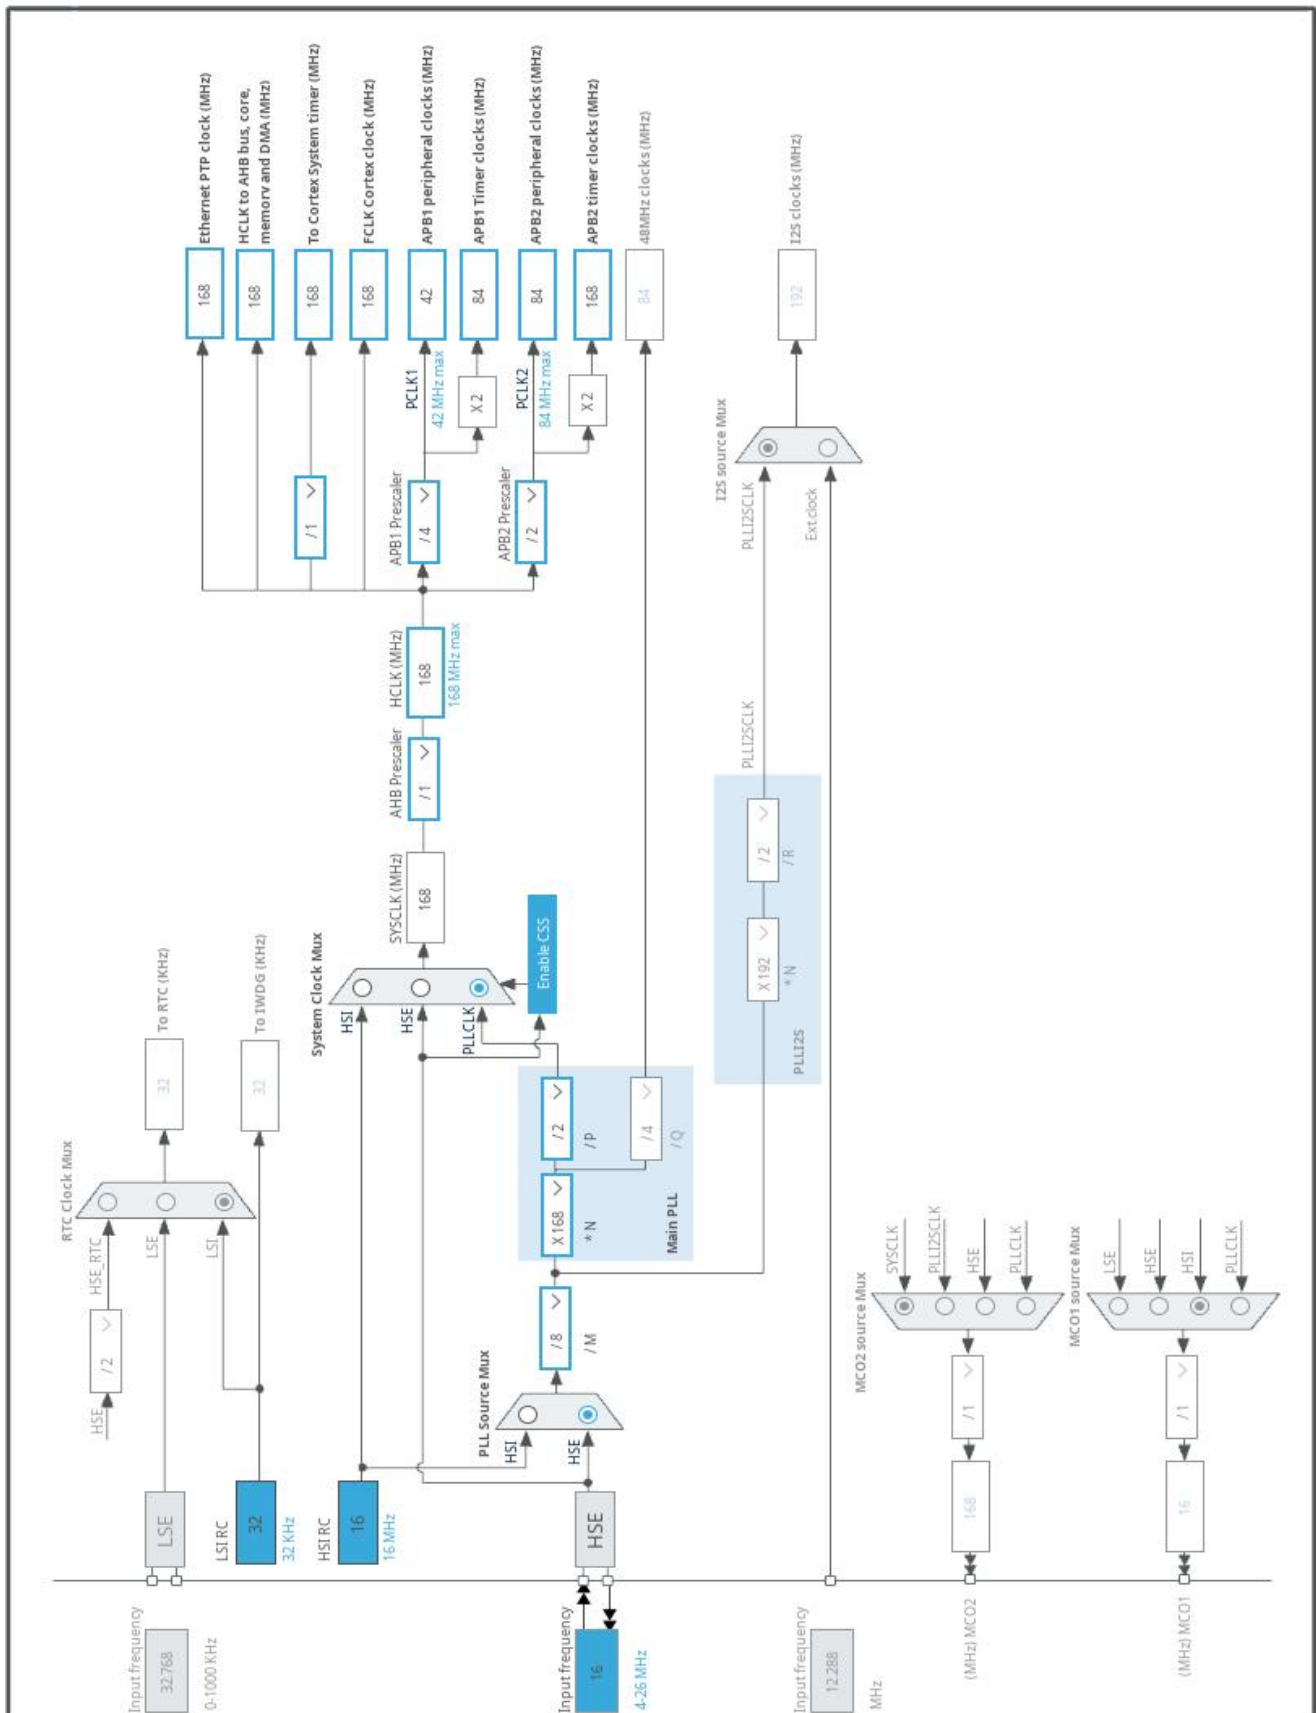 RTC Clock Mux
HSE
/ 2
HSE_RTC
LSE
LSI
32
To RTC (KHz)
Input frequency
32.768
0-1000 KHz
LSE
LSI RC
32
32 KHz
32
To IWDG (KHz)
HSI RC
16
16 MHz
System Clock Mux
HSI
HSE
PLLCLK
Enable CSS
SYSCLK (MHz)
168
AHB Prescaler
/ 1
HCLK (MHz)
168
168 MHz max
168
Ethernet PTP clock (MHz)
168
HCLK to AHB bus, core,
memory and DMA (MHz)
/ 1
168
To Cortex System timer (MHz)
168
FCLK Cortex clock (MHz)
APB1 Prescaler
/ 4
PCLK1
42 MHz max
42
APB1 peripheral clocks (MHz)
X 2
84
APB1 Timer clocks (MHz)
APB2 Prescaler
/ 2
PCLK2
84 MHz max
84
APB2 peripheral clocks (MHz)
X 2
168
APB2 timer clocks (MHz)
84
48MHz clocks (MHz)
Input frequency
16
4-26 MHz
HSE
PLL Source Mux
HSI
HSE
/ 8
/ M
X 168
* N
/ 2
/ P
/ 4
/ Q
Main PLL
X 192
* N
/ 2
/ R
PLLI2S
PLLI2SCLK
PLLI2SCLK
I2S source Mux
Ext.clock
192
I2S clocks (MHz)
Input frequency
12.288
MHz
MCO2 source Mux
SYSCLK
PLLI2SCLK
HSE
PLLCLK
/ 1
168
(MHz) MCO2
MCO1 source Mux
LSE
HSE
HSI
PLLCLK
/ 1
16
(MHz) MCO1